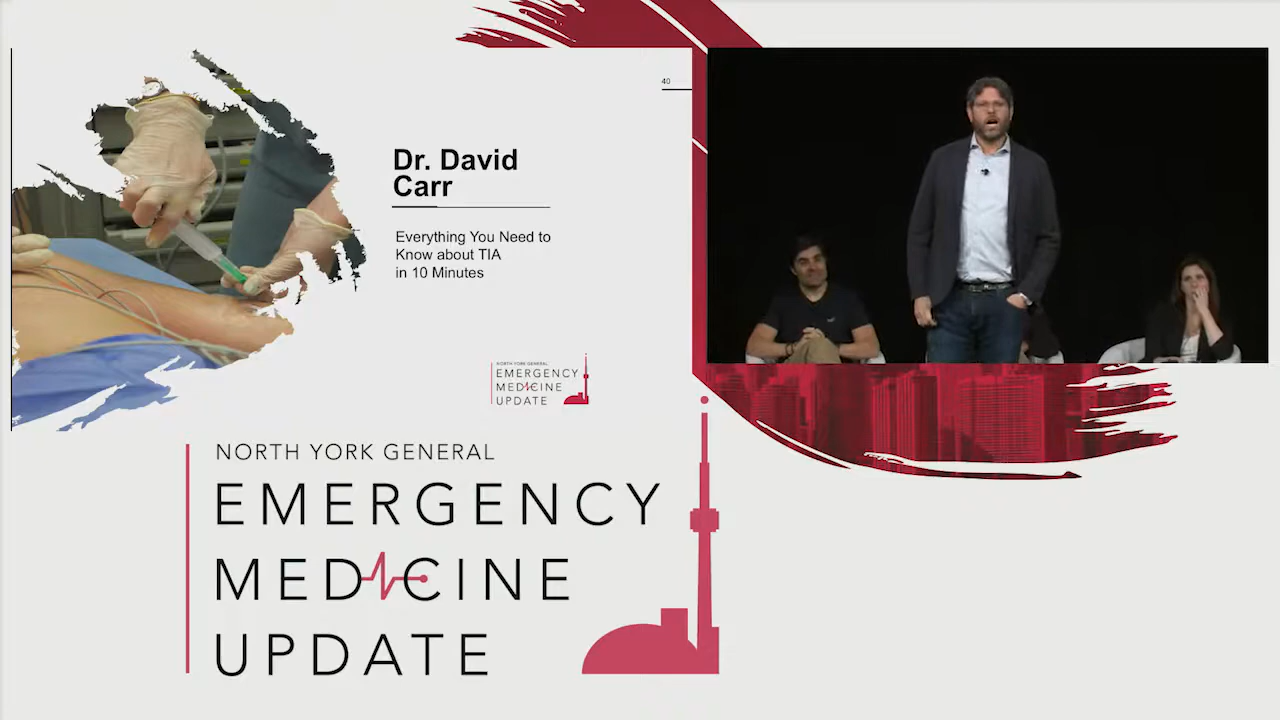 40
Dr. David
Carr
Everything You Need to
Know about TIA
in 10 Minutes
NORTH YORK GENERAL
EMERGENCY
MEDICINE
UPDATE
NORTH YORK GENERAL
EMERGENCY
MEDICINE
UPDATE